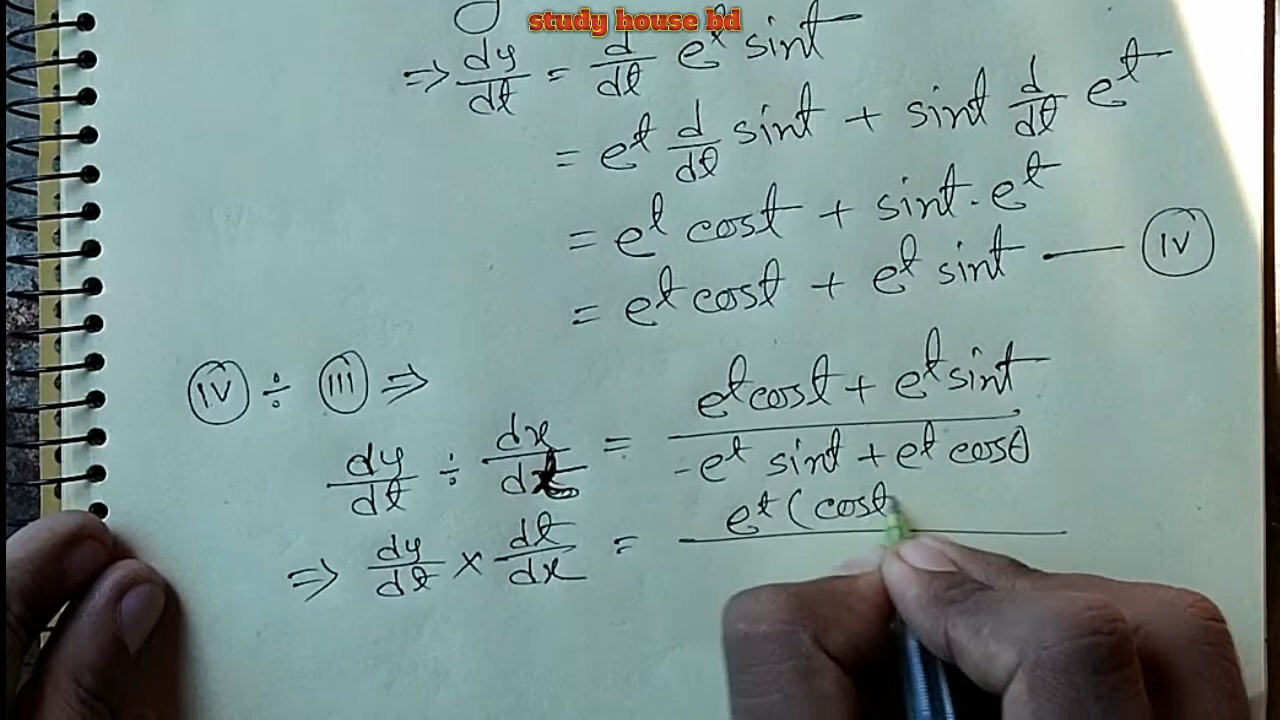 study house bd
⇒ dy/dt = d/dt e^t sint
= e^t d/dt sint + sint d/dt e^t
= e^t cost + sint · e^t
= e^t cost + e^t sint — (IV)
(IV) ÷ (III) ⇒
dy/dt ÷ dx/dt = (e^t cost + e^t sint)/(-e^t sint + e^t cost)
⇒ dy/dt × dt/dx = e^t (cost